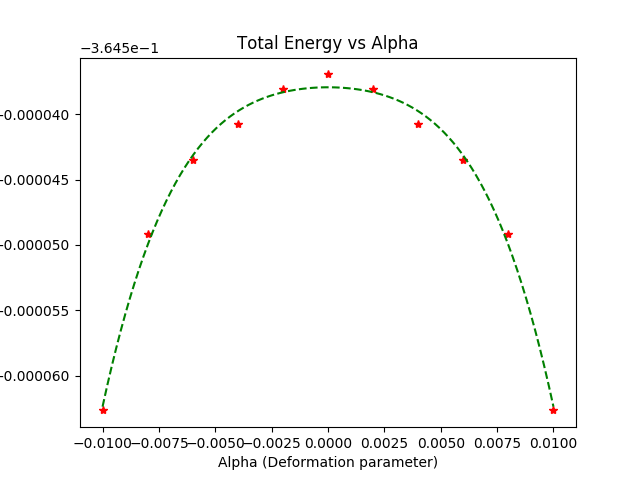 Total Energy vs Alpha
−3.645e−1
−0.000040
−0.000045
−0.000050
−0.000055
−0.000060
−0.0100 −0.0075 −0.0050 −0.0025 0.0000 0.0025 0.0050 0.0075 0.0100
Alpha (Deformation parameter)